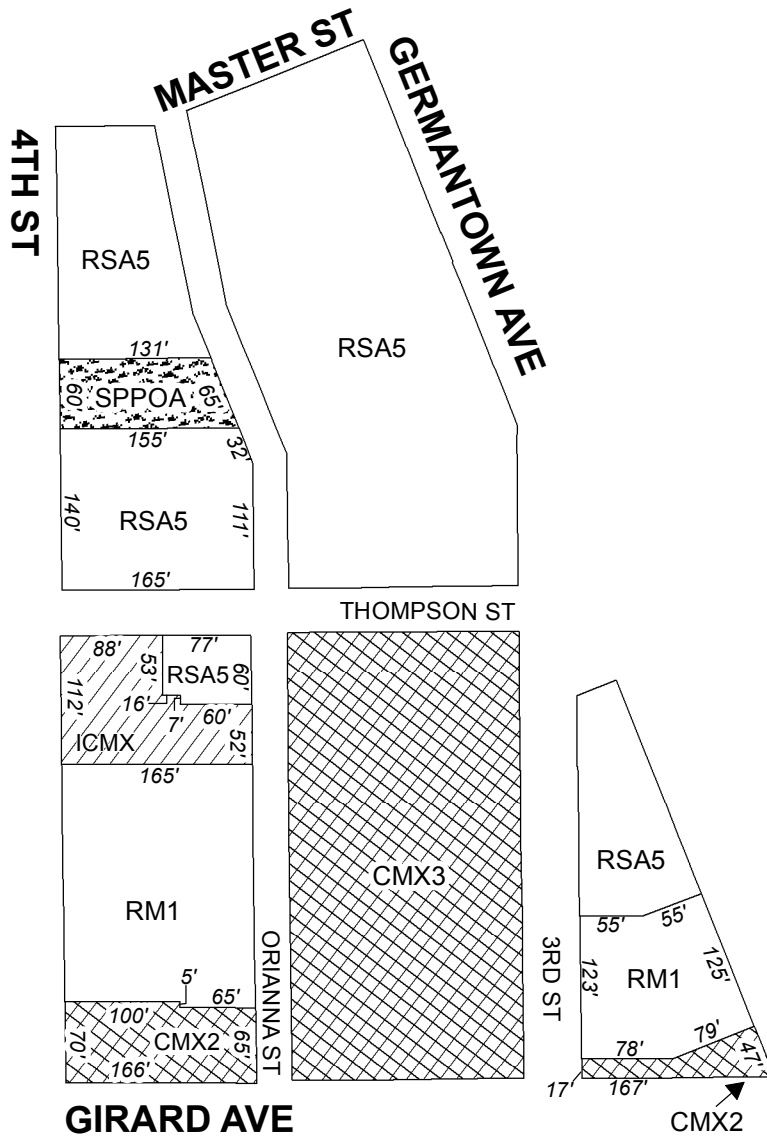 MASTER ST
GERMANTOWN AVE
4TH ST
RSA5
RSA5
131'
60'
SPPOA
65'
155'
32'
140'
RSA5
111'
165'
THOMPSON ST
88'
77'
53'
RSA5
60'
112'
16'
7'
60'
ICMX
52'
165'
RSA5
CMX3
RM1
ORIANNA ST
3RD ST
55'
55'
123'
RM1
125'
5'
100'
65'
70'
CMX2
65'
166'
78'
79'
47'
17'
167'
CMX2
GIRARD AVE